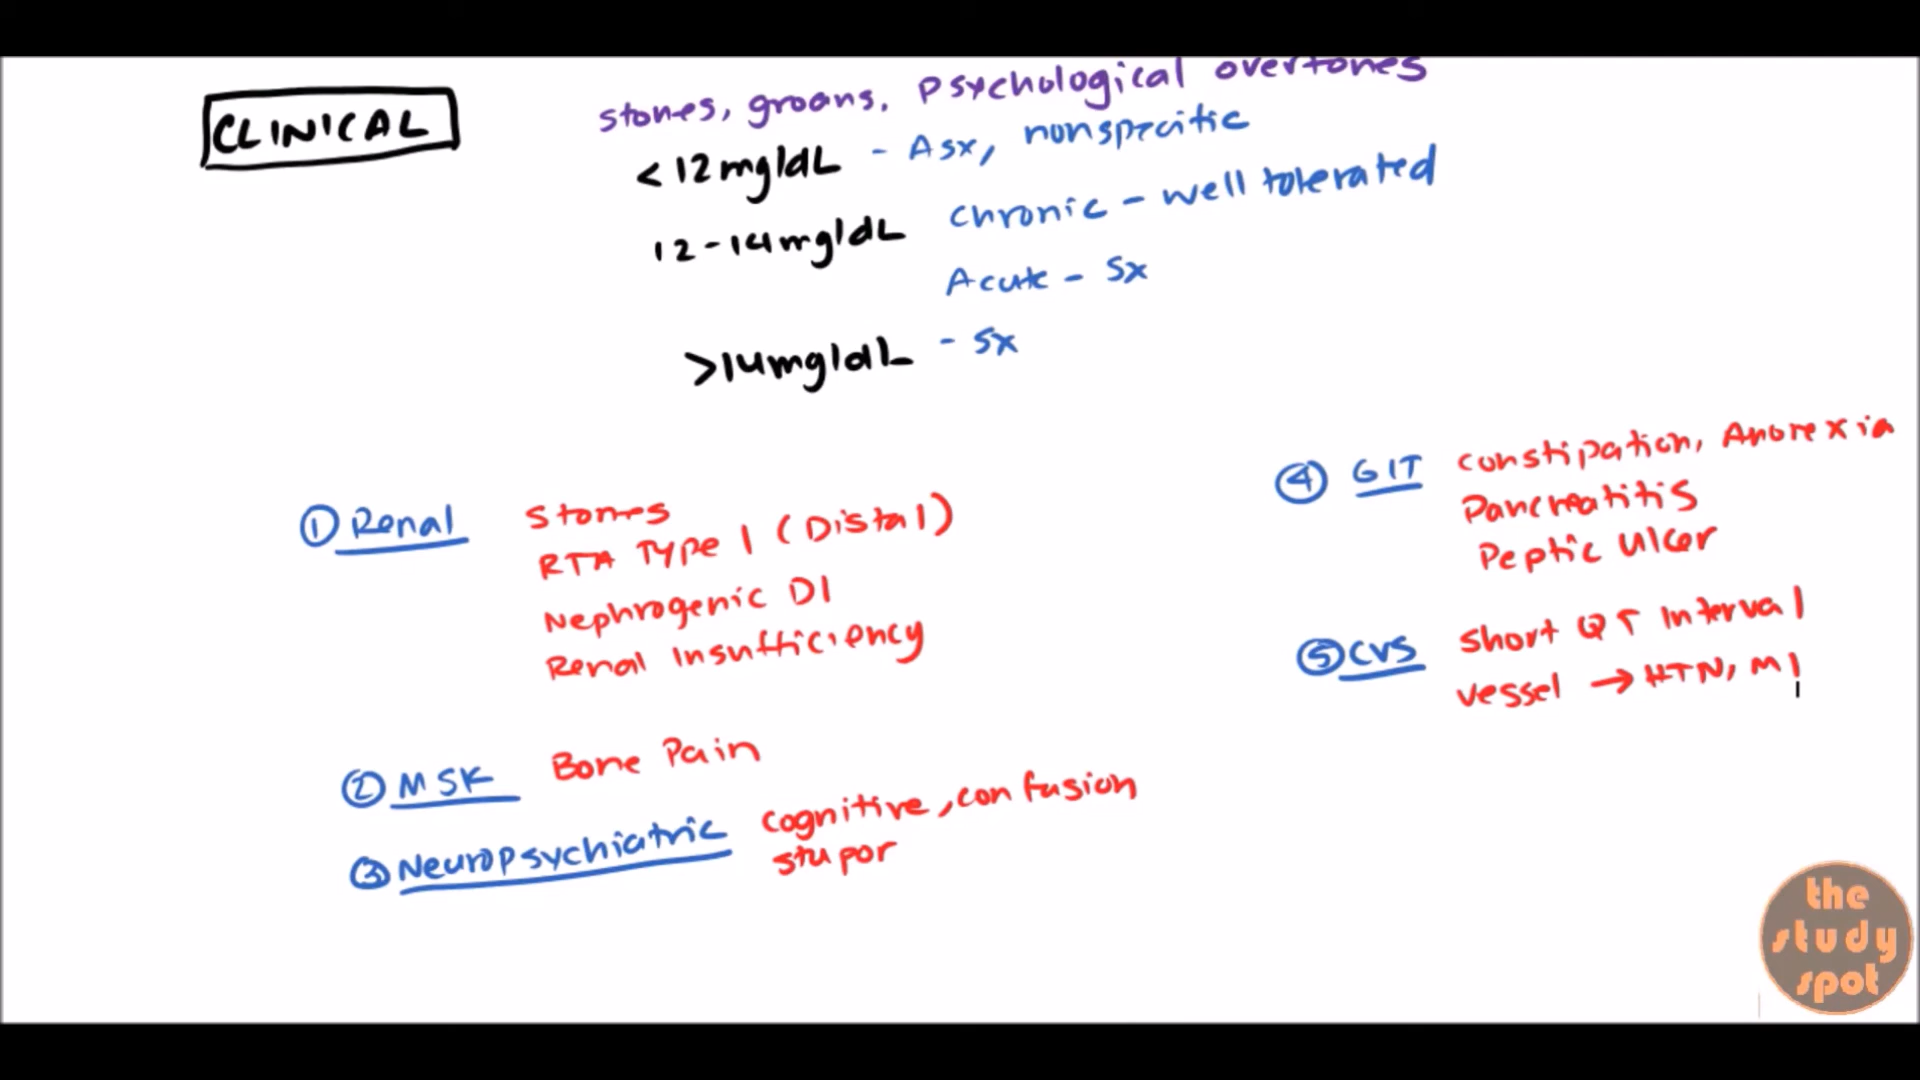 CLINICAL
stones, groans, Psychological overtones
<12mg/dL - Asx, nonspecific
12-14mg/dL Chronic - well tolerated
Acute - Sx
>14mg/dL - Sx
① Renal Stones
RTA Type 1 (Distal)
Nephrogenic DI
Renal Insufficiency
② MSK Bone Pain
③ Neuropsychiatric Cognitive, confusion
stupor
④ GIT Constipation, Anorexia
Pancreatitis
Peptic Ulcer
⑤ CVS Short QT Interval
vessel → HTN, MI
the
study
spot